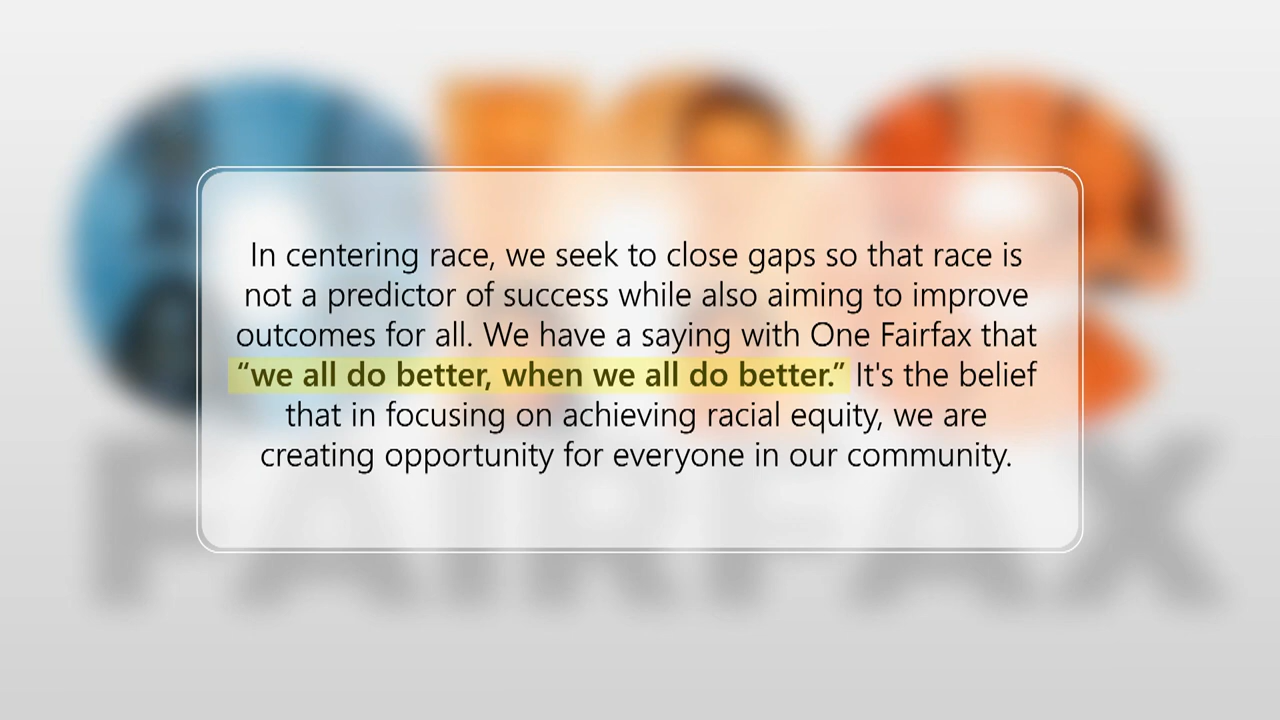 One
FAIRFAX
In centering race, we seek to close gaps so that race is
not a predictor of success while also aiming to improve
outcomes for all. We have a saying with One Fairfax that
“we all do better, when we all do better.” It's the belief
that in focusing on achieving racial equity, we are
creating opportunity for everyone in our community.